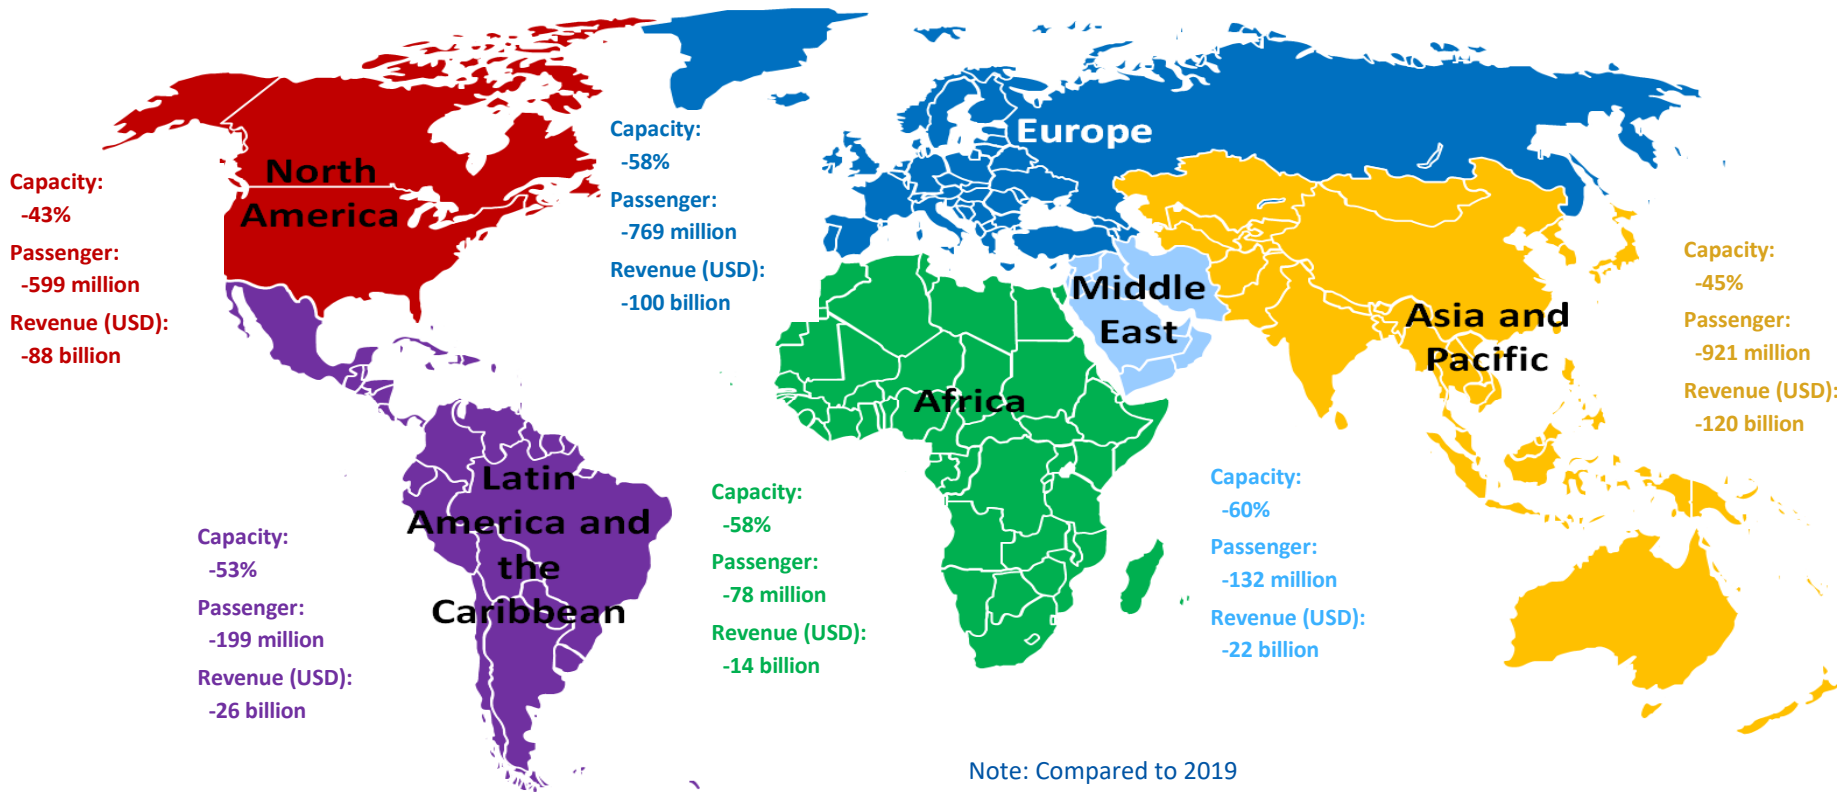 North
America
Capacity:
-43%
Passenger:
-599 million
Revenue (USD):
-88 billion
Capacity:
-58%
Passenger:
-769 million
Revenue (USD):
-100 billion
Europe
Middle
East
Asia and
Pacific
Capacity:
-45%
Passenger:
-921 million
Revenue (USD):
-120 billion
Africa
Latin
America and
the
Caribbean
Capacity:
-53%
Passenger:
-199 million
Revenue (USD):
-26 billion
Capacity:
-58%
Passenger:
-78 million
Revenue (USD):
-14 billion
Capacity:
-60%
Passenger:
-132 million
Revenue (USD):
-22 billion
Note: Compared to 2019